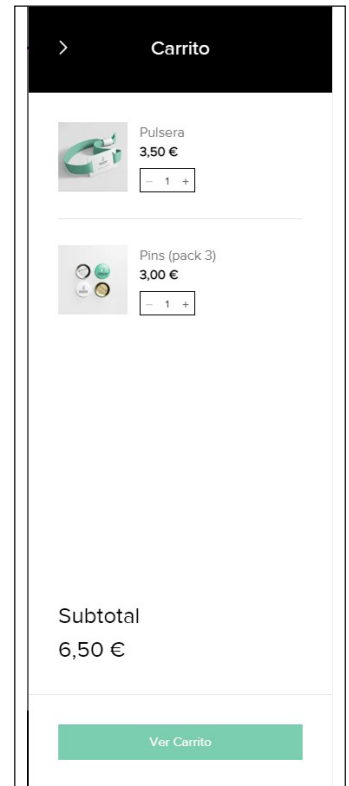 Carrito
Pulsera
3,50 €
– 1 +
Pins (pack 3)
3,00 €
– 1 +
Subtotal
6,50 €
Ver Carrito